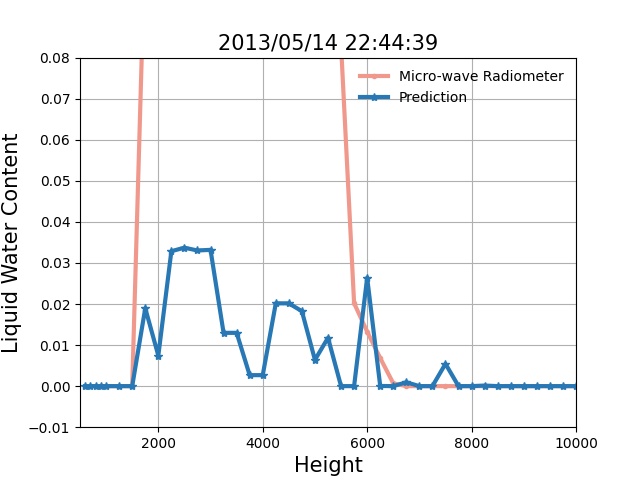 2013/05/14 22:44:39
Micro-wave Radiometer
Prediction
Liquid Water Content
0.08
0.07
0.06
0.05
0.04
0.03
0.02
0.01
0.00
−0.01
2000 4000 6000 8000 10000
Height